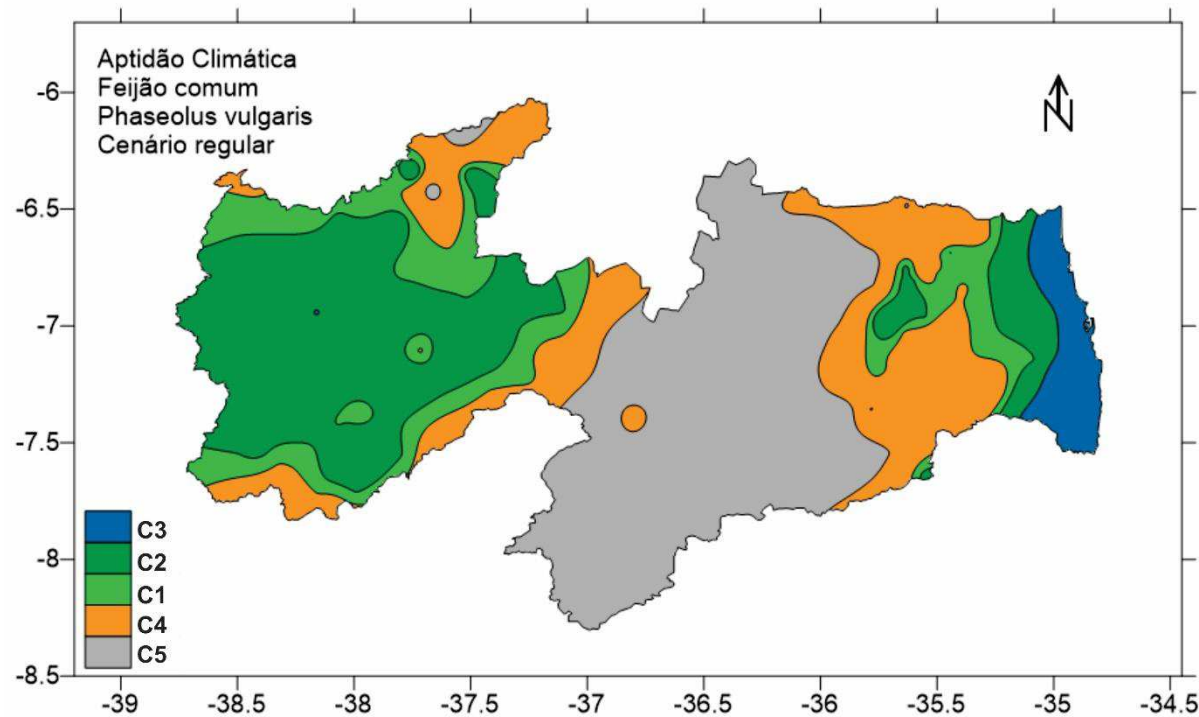 Aptidão Climática
Feijão comum
Phaseolus vulgaris
Cenário regular
N
-6
-6.5
-7
-7.5
-8
-8.5
C3
C2
C1
C4
C5
-39
-38.5
-38
-37.5
-37
-36.5
-36
-35.5
-35
-34.5